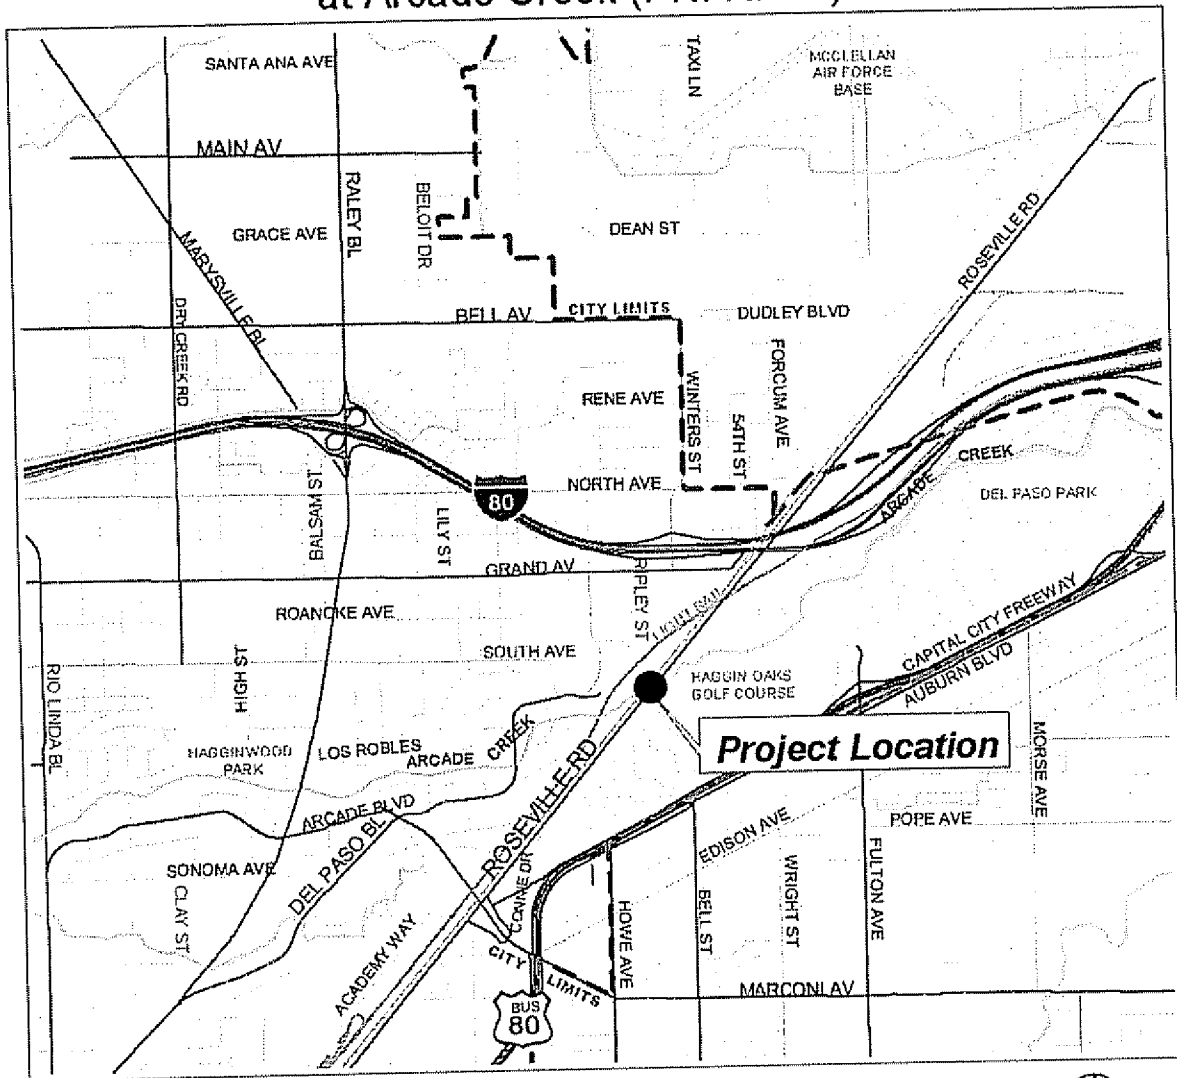 at Arcade Creek
SANTA ANA AVE
TAXI LN
MCCLELLAN
AIR FORCE
BASE
MAIN AV
RALEY BL
BELOIT DR
ROSEVILLE RD
GRACE AVE
DEAN ST
MARYSVILLE BL
DRY CREEK RD
BELL AV
CITY LIMITS
DUDLEY BLVD
FORCUM AVE
RENE AVE
WINTERS ST
54TH ST
CREEK
80
NORTH AVE
ARCADE
DEL PASO PARK
BALSAM ST
LILY ST
GRAND AV
RIPLEY ST
ROANOKE AVE
LIGHT RAIL
CAPITAL CITY FREEWAY
SOUTH AVE
AUBURN BLVD
RIO LINDA BL
HIGH ST
HAGGIN OAKS
GOLF COURSE
Project Location
HAGGINWOOD
PARK
LOS ROBLES
ARCADE CREEK
ROSEVILLE RD
MORSE AVE
ARCADE BLVD
POPE AVE
EDISON AVE
SONOMA AVE
DEL PASO BL
CONNIE DR
FULTON AVE
CLAY ST
WRIGHT ST
BELL ST
HOWE AVE
ACADEMY WAY
CITY LIMITS
MARCONI AV
BUS
80